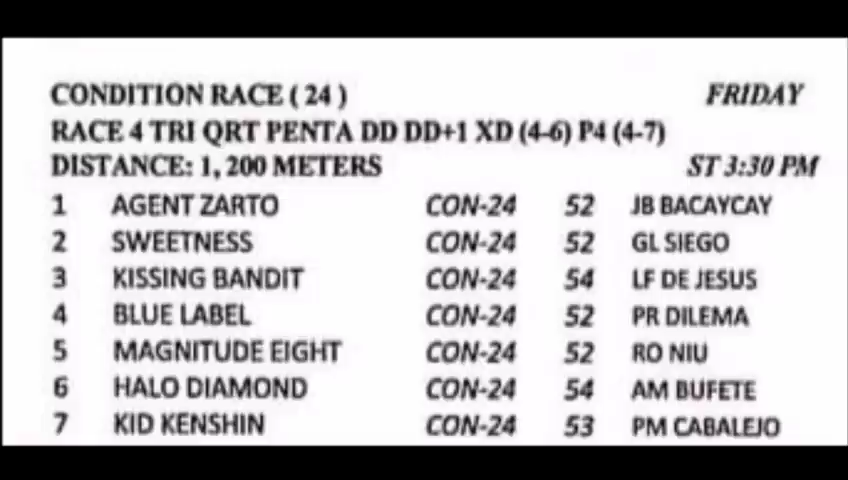 CONDITION RACE ( 24 ) FRIDAY
RACE 4 TRI QRT PENTA DD DD+1 XD (4-6) P4 (4-7)
DISTANCE: 1, 200 METERS ST 3:30 PM
1 AGENT ZARTO CON-24 52 JB BACAYCAY
2 SWEETNESS CON-24 52 GL SIEGO
3 KISSING BANDIT CON-24 54 LF DE JESUS
4 BLUE LABEL CON-24 52 PR DILEMA
5 MAGNITUDE EIGHT CON-24 52 RO NIU
6 HALO DIAMOND CON-24 54 AM BUFETE
7 KID KENSHIN CON-24 53 PM CABALEJO